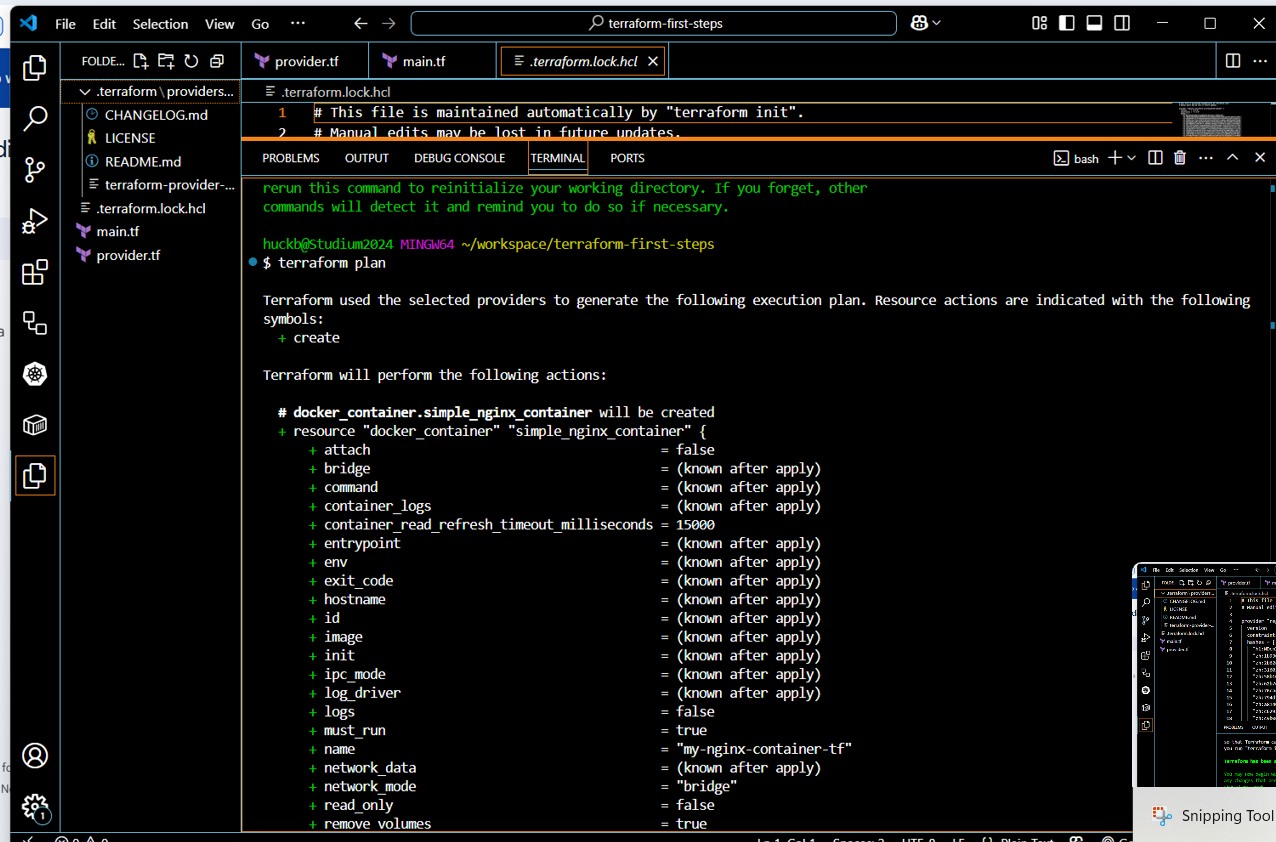 File Edit Selection View Go ··· terraform-first-steps
FOLDE...
provider.tf main.tf .terraform.lock.hcl
.terraform\providers...
CHANGELOG.md
LICENSE
README.md
terraform-provider-...
.terraform.lock.hcl
main.tf
provider.tf
.terraform.lock.hcl
1 # This file is maintained automatically by "terraform init".
2 # Manual edits may be lost in future updates.
PROBLEMS OUTPUT DEBUG CONSOLE TERMINAL PORTS bash
rerun this command to reinitialize your working directory. If you forget, other
commands will detect it and remind you to do so if necessary.
huckb@Studium2024 MINGW64 ~/workspace/terraform-first-steps
$ terraform plan
Terraform used the selected providers to generate the following execution plan. Resource actions are indicated with the following
symbols:
+ create
Terraform will perform the following actions:
# docker_container.simple_nginx_container will be created
+ resource "docker_container" "simple_nginx_container" {
+ attach = false
+ bridge = (known after apply)
+ command = (known after apply)
+ container_logs = (known after apply)
+ container_read_refresh_timeout_milliseconds = 15000
+ entrypoint = (known after apply)
+ env = (known after apply)
+ exit_code = (known after apply)
+ hostname = (known after apply)
+ id = (known after apply)
+ image = (known after apply)
+ init = (known after apply)
+ ipc_mode = (known after apply)
+ log_driver = (known after apply)
+ logs = false
+ must_run = true
+ name = "my-nginx-container-tf"
+ network_data = (known after apply)
+ network_mode = "bridge"
+ read_only = false
+ remove_volumes = true
1
Snipping Tool